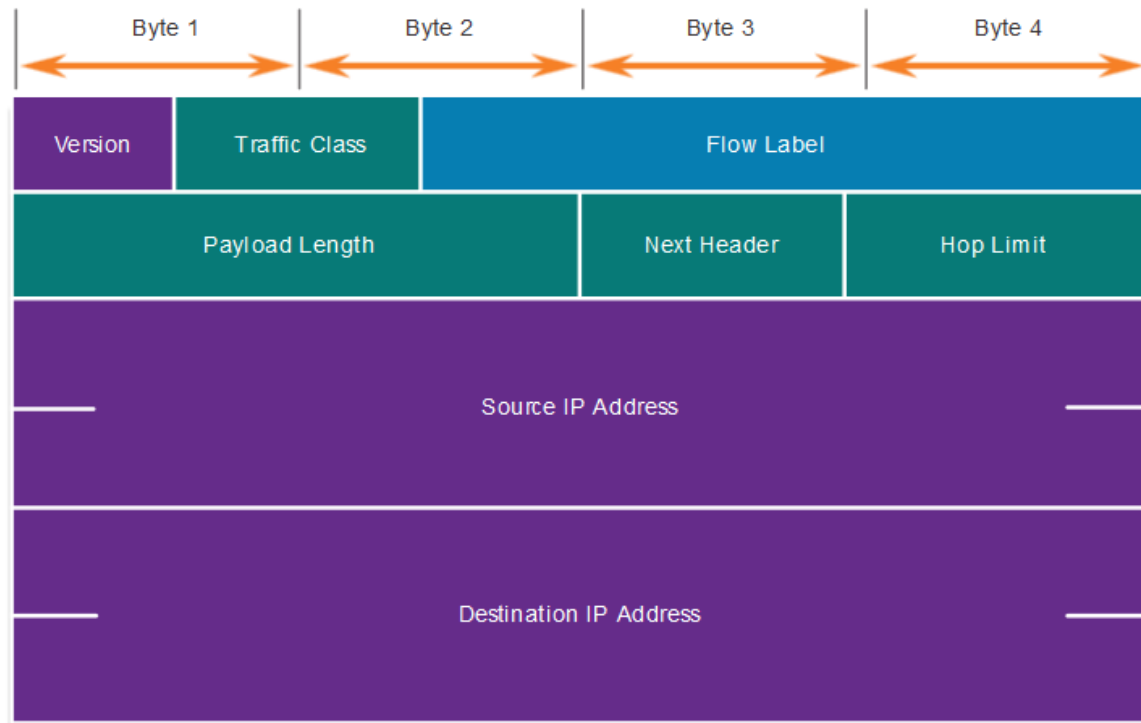 Byte 1 Byte 2 Byte 3 Byte 4
Version Traffic Class Flow Label
Payload Length Next Header Hop Limit
Source IP Address
Destination IP Address